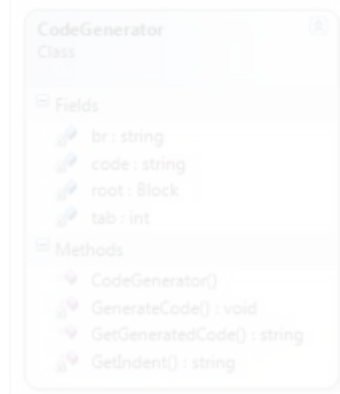 CodeGenerator
Class
Fields
br : string
code : string
root : Block
tab : int
Methods
CodeGenerator()
GenerateCode() : void
GetGeneratedCode() : string
GetIndent() : string